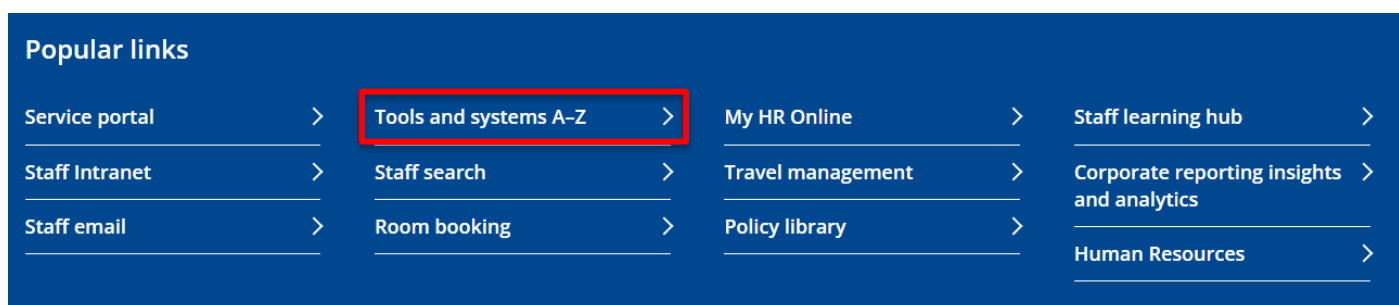 Popular links
Service portal
Staff Intranet
Staff email
Tools and systems A–Z
Staff search
Room booking
My HR Online
Travel management
Policy library
Staff learning hub
Corporate reporting insights
and analytics
Human Resources